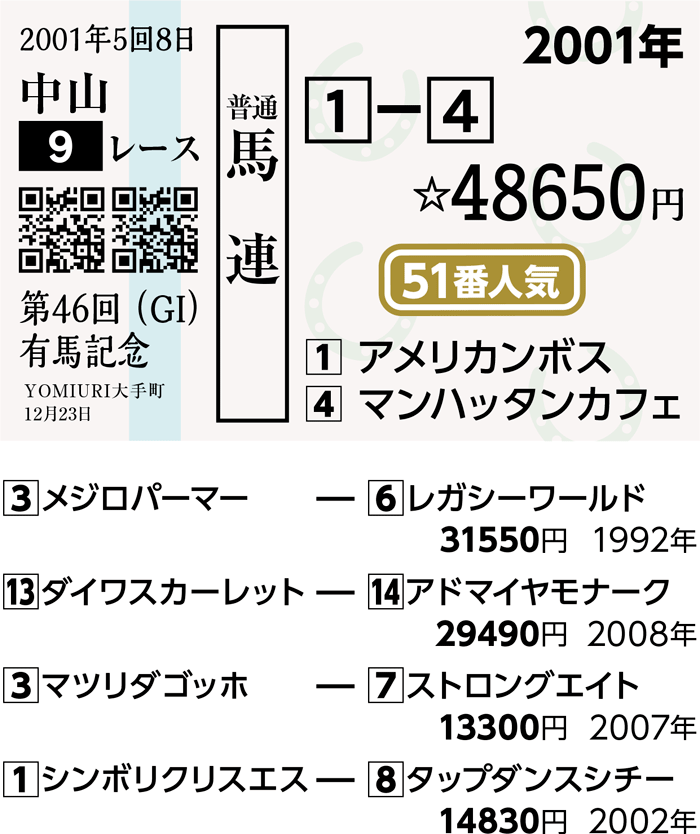 2001年5回8日
中山
9レース
第46回(GI)
有馬記念
YOMIURI大手町
12月23日
普通
馬連
2001年
1ー4
☆48650円
51番人気
1 アメリカンボス
4 マンハッタンカフェ
3メジロパーマー ー 6レガシーワールド
31550円 1992年
13ダイワスカーレット ー 14アドマイヤモナーク
29490円 2008年
3マツリダゴッホ ー 7ストロングエイト
13300円 2007年
1シンボリクリスエス ー 8タップダンスシチー
14830円 2002年